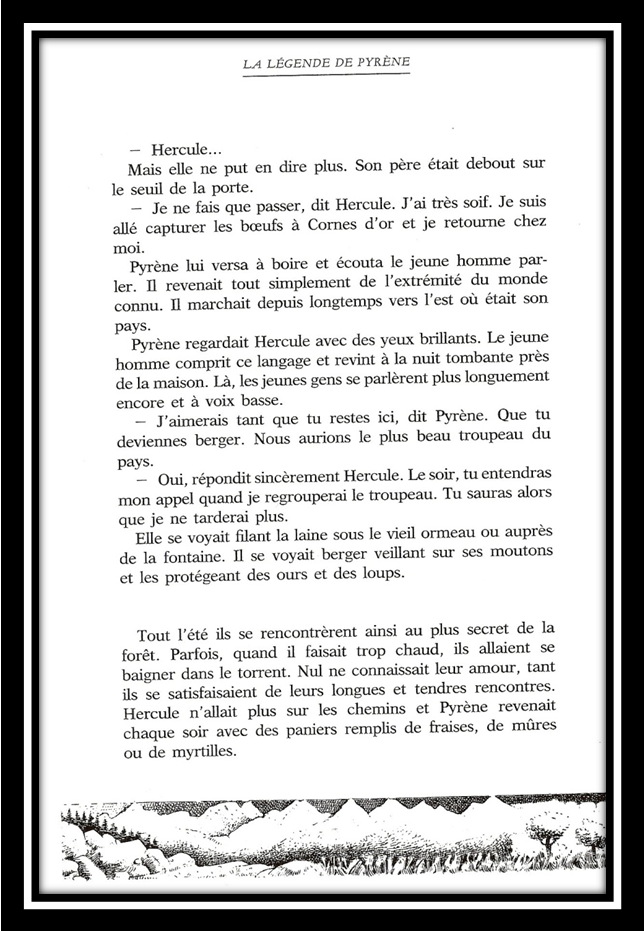 LA LÉGENDE DE PYRÈNE
— Hercule...
Mais elle ne put en dire plus. Son père était debout sur
le seuil de la porte.
— Je ne fais que passer, dit Hercule. J'ai très soif. Je suis
allé capturer les bœufs à Cornes d'or et je retourne chez
moi.
Pyrène lui versa à boire et écouta le jeune homme par-
ler. Il revenait tout simplement de l'extrémité du monde
connu. Il marchait depuis longtemps vers l'est où était son
pays.
Pyrène regardait Hercule avec des yeux brillants. Le jeune
homme comprit ce langage et revint à la nuit tombante près
de la maison. Là, les jeunes gens se parlèrent plus longuement
encore et à voix basse.
— J'aimerais tant que tu restes ici, dit Pyrène. Que tu
deviennes berger. Nous aurions le plus beau troupeau du
pays.
— Oui, répondit sincèrement Hercule. Le soir, tu entendras
mon appel quand je regrouperai le troupeau. Tu sauras alors
que je ne tarderai plus.
Elle se voyait filant la laine sous le vieil ormeau ou auprès
de la fontaine. Il se voyait berger veillant sur ses moutons
et les protégeant des ours et des loups.
Tout l'été ils se rencontrèrent ainsi au plus secret de la
forêt. Parfois, quand il faisait trop chaud, ils allaient se
baigner dans le torrent. Nul ne connaissait leur amour, tant
ils se satisfaisaient de leurs longues et tendres rencontres.
Hercule n'allait plus sur les chemins et Pyrène revenait
chaque soir avec des paniers remplis de fraises, de mûres
ou de myrtilles.